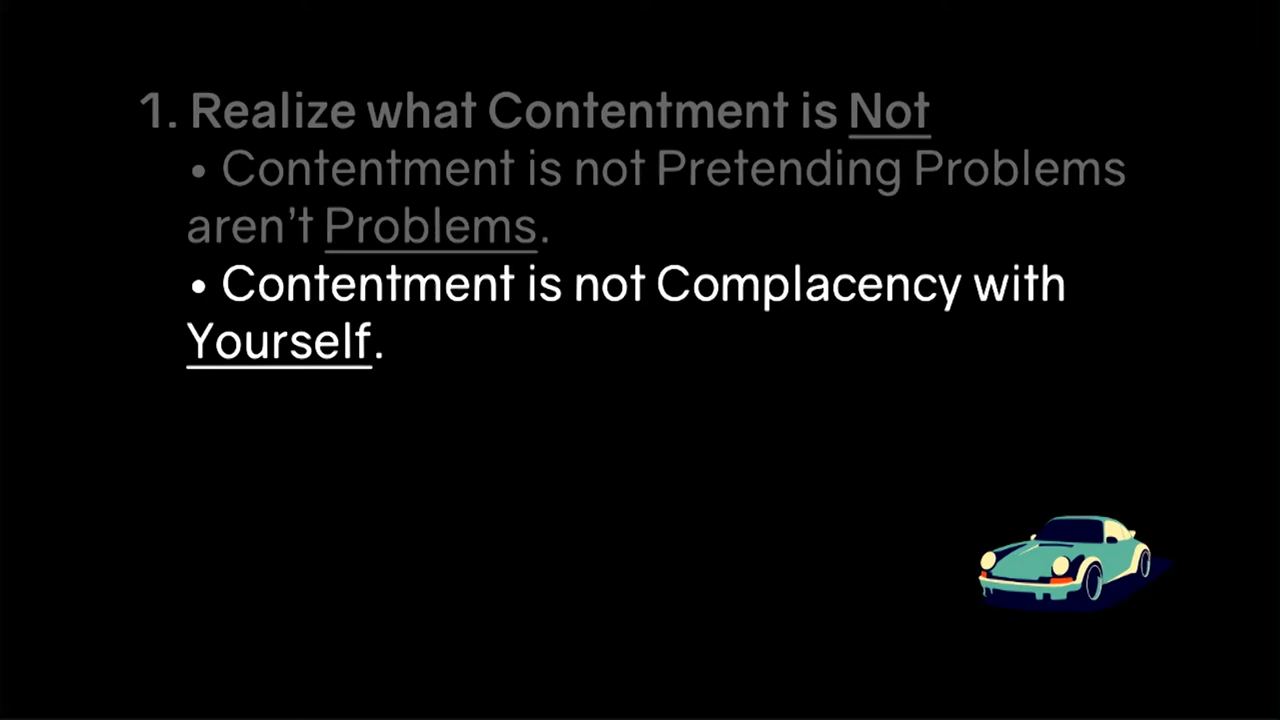 1. Realize what Contentment is Not
• Contentment is not Pretending Problems
aren’t Problems.
• Contentment is not Complacency with
Yourself.